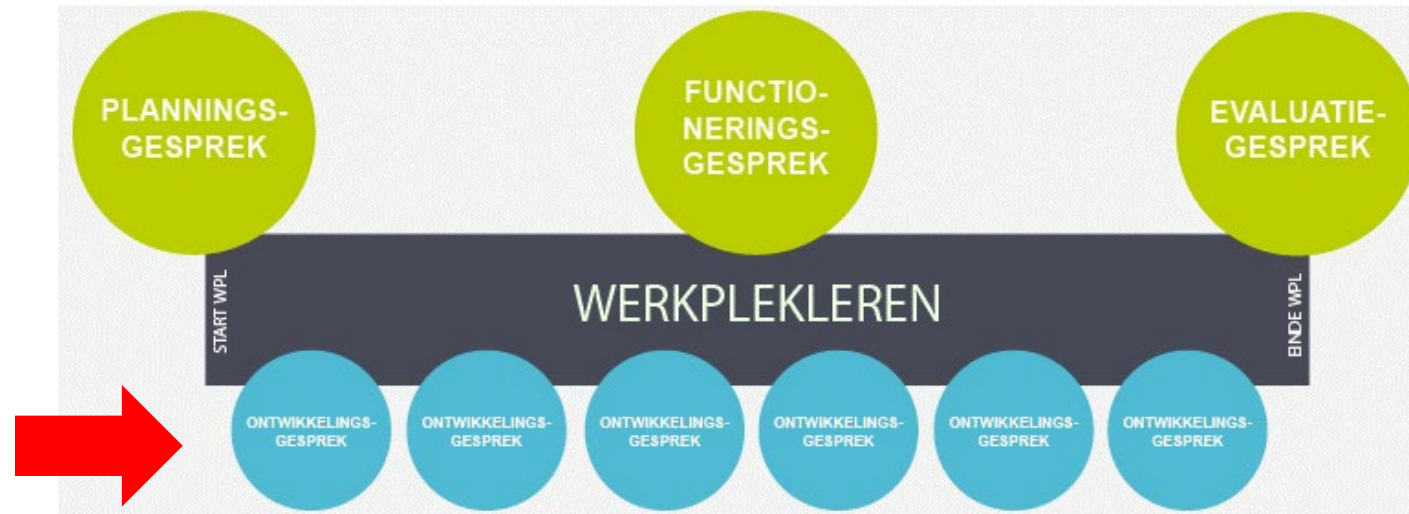 PLANNINGS-
GESPREK
FUNCTIO-
NERINGS-
GESPREK
EVALUATIE-
GESPREK
START WPL
WERKPLEKLEREN
EINDE WPL
ONTWIKKELINGS-
GESPREK
ONTWIKKELINGS-
GESPREK
ONTWIKKELINGS-
GESPREK
ONTWIKKELINGS-
GESPREK
ONTWIKKELINGS-
GESPREK
ONTWIKKELINGS-
GESPREK